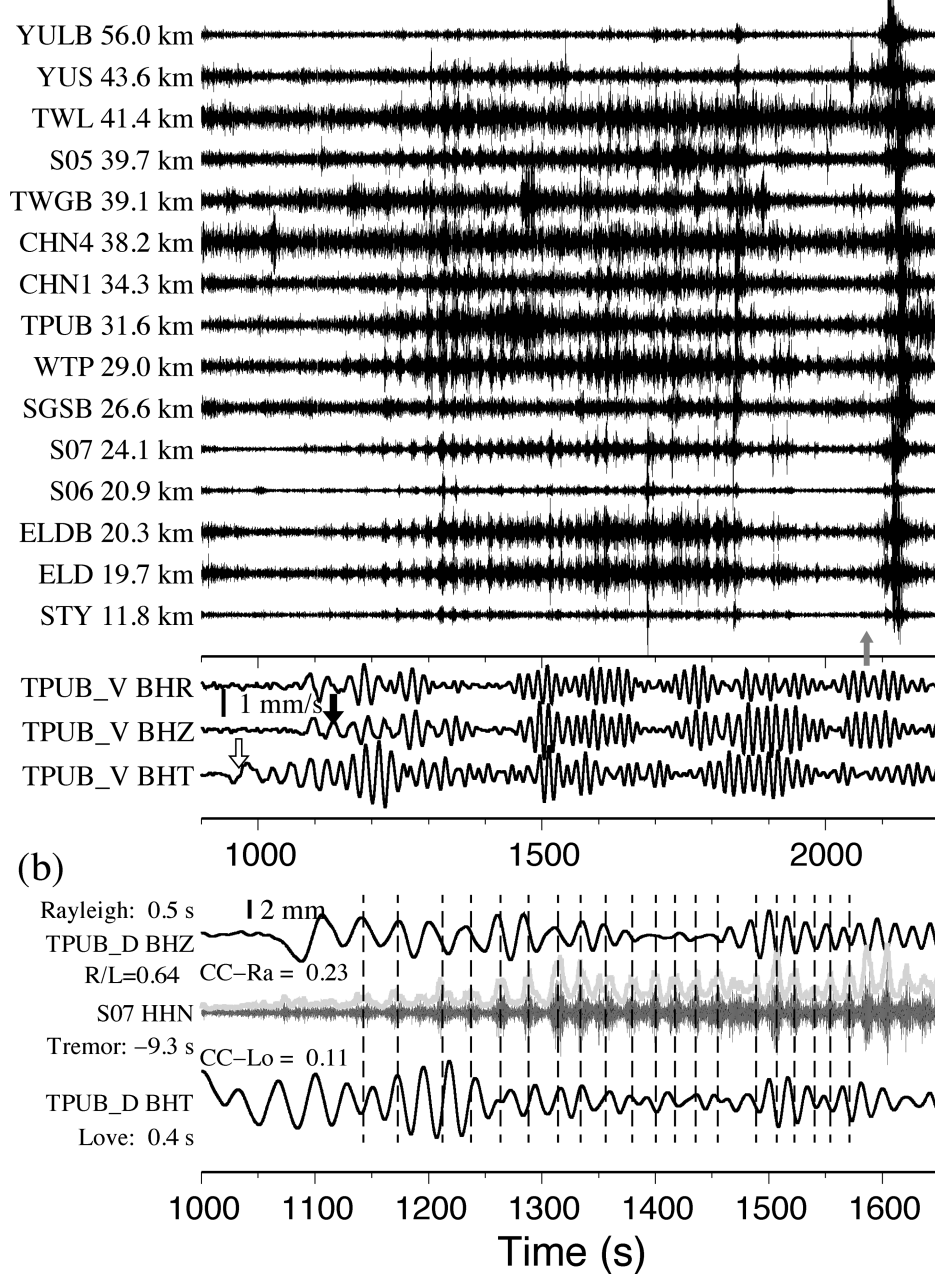 YULB 56.0 km
YUS 43.6 km
TWL 41.4 km
S05 39.7 km
TWGB 39.1 km
CHN4 38.2 km
CHN1 34.3 km
TPUB 31.6 km
WTP 29.0 km
SGSB 26.6 km
S07 24.1 km
S06 20.9 km
ELDB 20.3 km
ELD 19.7 km
STY 11.8 km
TPUB_V BHR
1 mm/s
TPUB_V BHZ
TPUB_V BHT
1000 1500 2000
(b)
Rayleigh: 0.5 s
2 mm
TPUB_D BHZ
R/L=0.64 CC−Ra = 0.23
S07 HHN
Tremor: −9.3 s
CC−Lo = 0.11
TPUB_D BHT
Love: 0.4 s
1000 1100 1200 1300 1400 1500 1600
Time (s)